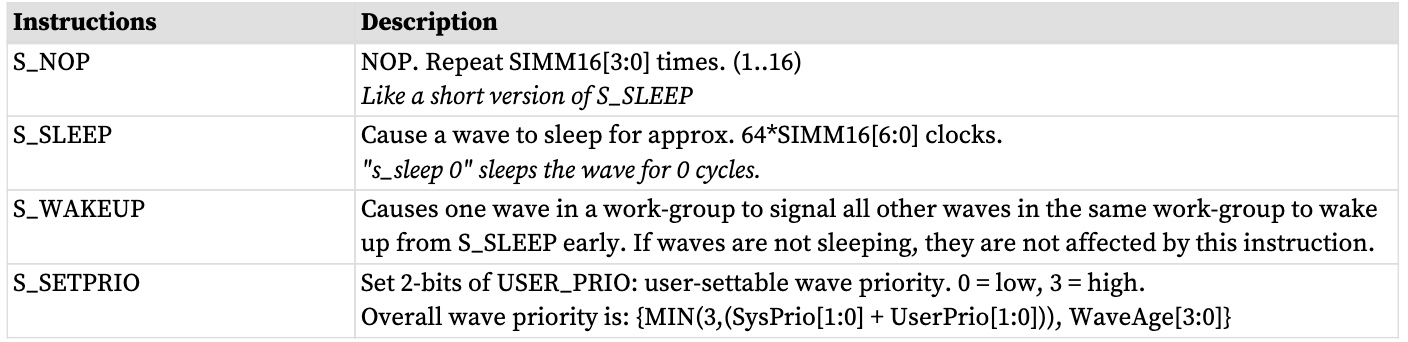 Instructions Description
S_NOP NOP. Repeat SIMM16[3:0] times. (1..16)
Like a short version of S_SLEEP
S_SLEEP Cause a wave to sleep for approx. 64*SIMM16[6:0] clocks.
"s_sleep 0" sleeps the wave for 0 cycles.
S_WAKEUP Causes one wave in a work-group to signal all other waves in the same work-group to wake
up from S_SLEEP early. If waves are not sleeping, they are not affected by this instruction.
S_SETPRIO Set 2-bits of USER_PRIO: user-settable wave priority. 0 = low, 3 = high.
Overall wave priority is: {MIN(3,(SysPrio[1:0] + UserPrio[1:0])), WaveAge[3:0]}